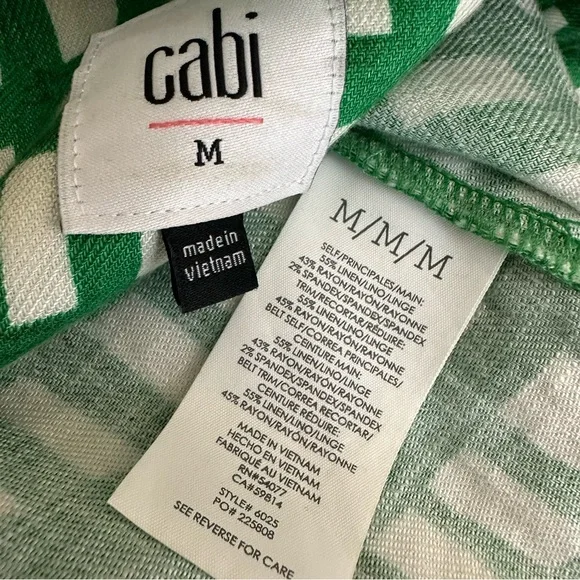 cabi
M
made in
vietnam
M/M/M
SELF/PRINCIPALES/MAIN:
55% LINEN/LINO/LINGE
43% RAYON/RAYÓN/RAYONNE
2% SPANDEX/SPANDEX/SPANDEX
TRIM/RECORTAR/RÉDUIRE:
55% LINEN/LINO/LINGE
45% RAYON/RAYÓN/RAYONNE
BELT SELF/CORREA PRINCIPALES/
CEINTURE MAIN:
55% LINEN/LINO/LINGE
43% RAYON/RAYÓN/RAYONNE
2% SPANDEX/SPANDEX/SPANDEX
BELT TRIM/CORREA RECORTAR/
CEINTURE RÉDUIRE:
55% LINEN/LINO/LINGE
45% RAYON/RAYÓN/RAYONNE
MADE IN VIETNAM
HECHO EN VIETNAM
FABRIQUÉ AU VIETNAM
RN#54077
CA#59814
STYLE# 6025
PO# 225808
SEE REVERSE FOR CARE